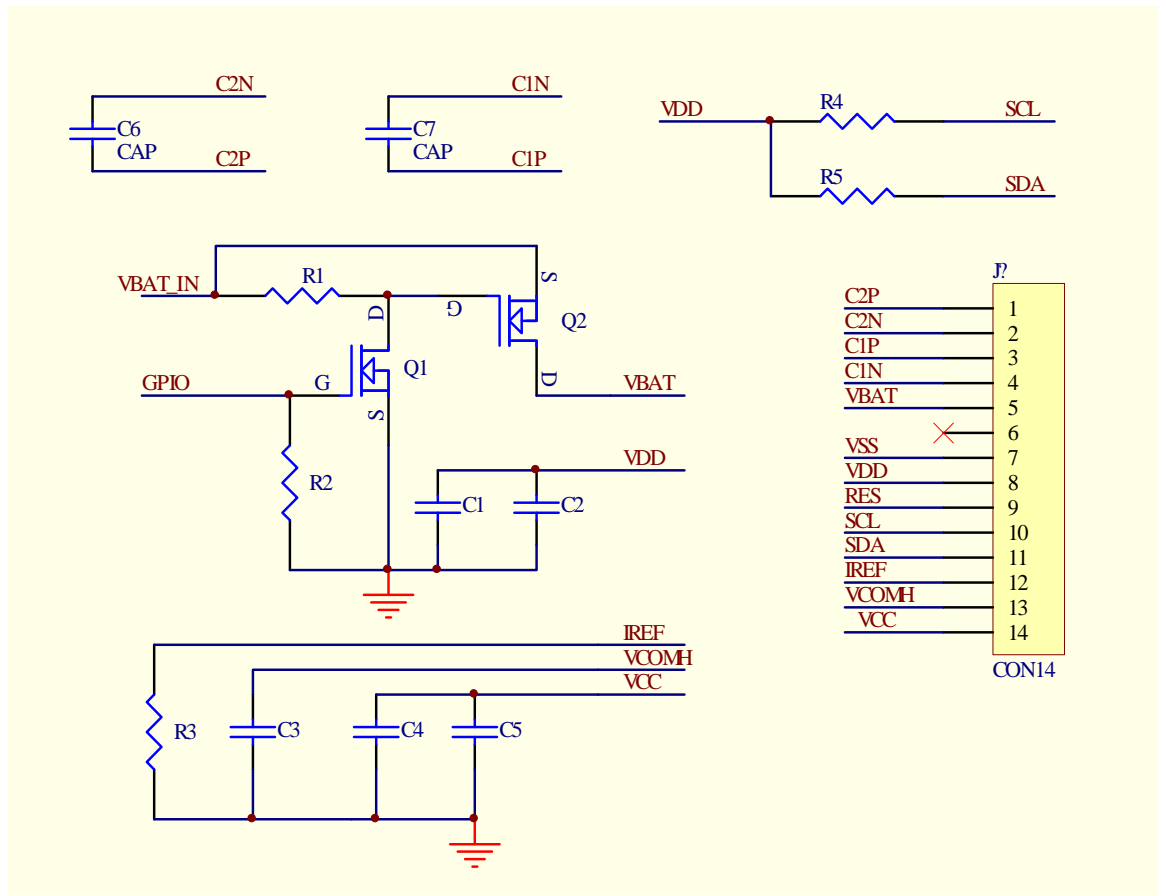 C2N
C6
CAP
C2P
C1N
C7
CAP
C1P
VDD
R4
SCL
R5
SDA
VBAT_IN
R1
S
D
G
Q2
D
VBAT
GPIO
G
Q1
S
R2
VDD
C1
C2
J?
C2P 1
C2N 2
C1P 3
C1N 4
VBAT 5
6
VSS 7
VDD 8
RES 9
SCL 10
SDA 11
IREF 12
VCOMH 13
VCC 14
CON14
IREF
VCOMH
VCC
R3
C3
C4
C5